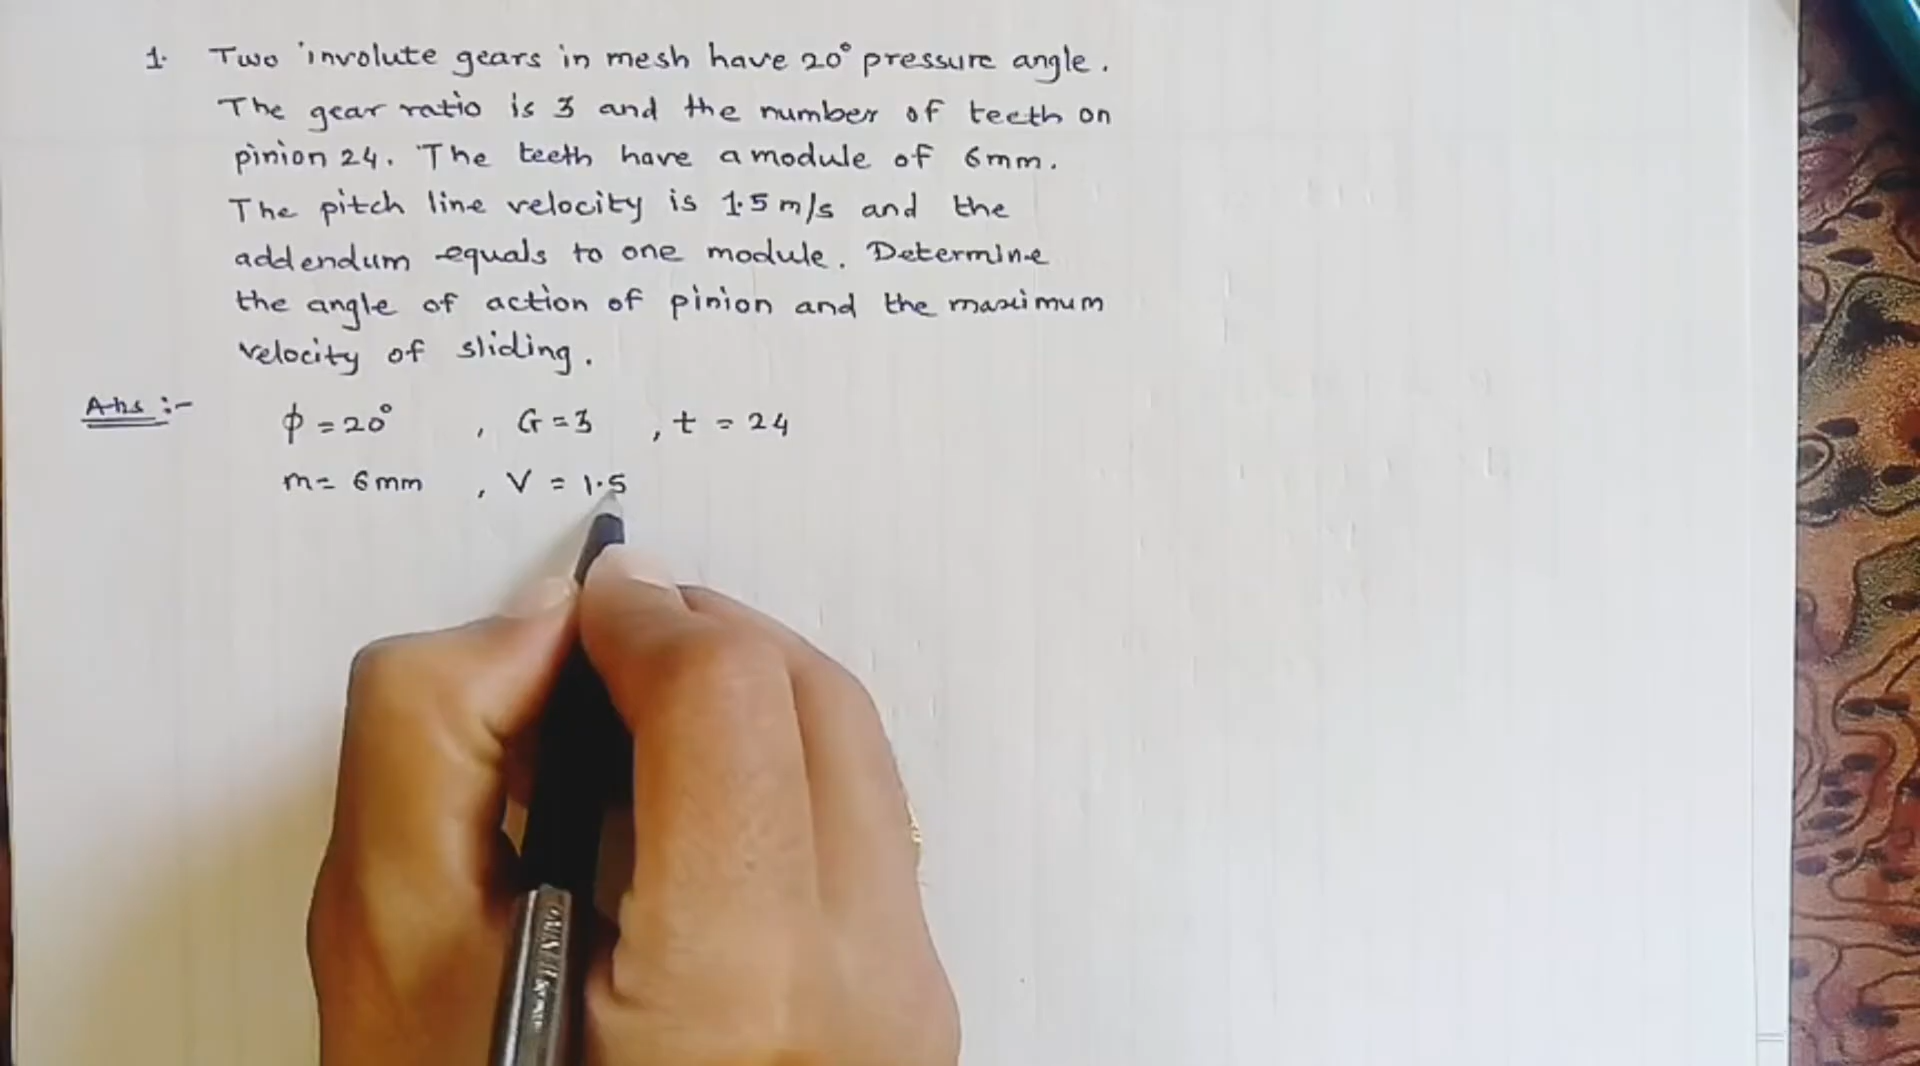 1. Two involute gears in mesh have 20° pressure angle.
The gear ratio is 3 and the number of teeth on
pinion 24. The teeth have a module of 6mm.
The pitch line velocity is 1.5 m/s and the
addendum equals to one module. Determine
the angle of action of pinion and the maximum
velocity of sliding.
Ans :- ϕ = 20° , G = 3 , t = 24
m = 6mm , V = 1.5